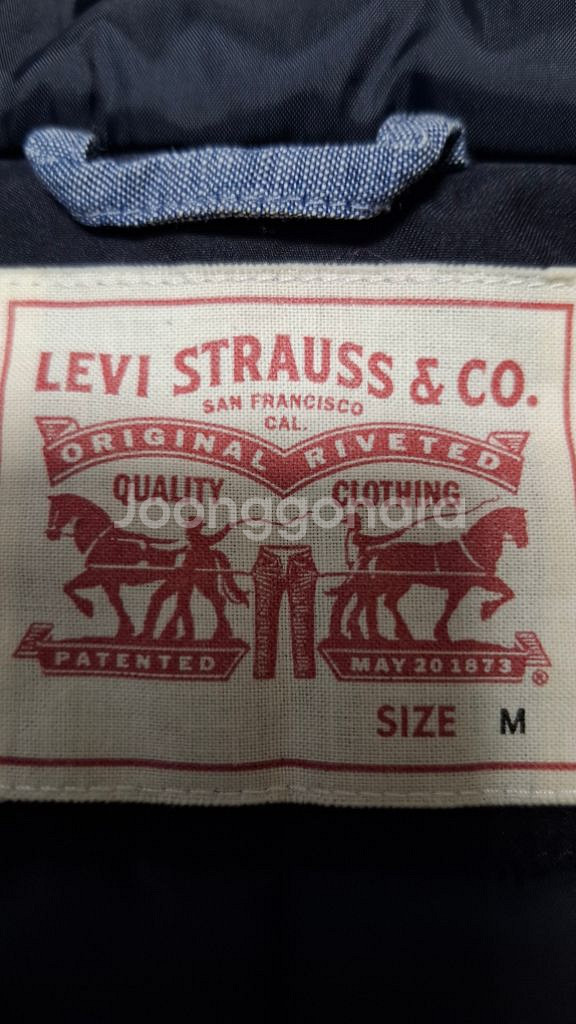 LEVI STRAUSS & CO.
SAN FRANCISCO
CAL.
ORIGINAL RIVETED
QUALITY CLOTHING
Joonggonara
PATENTED MAY 20 1873
®
SIZE M